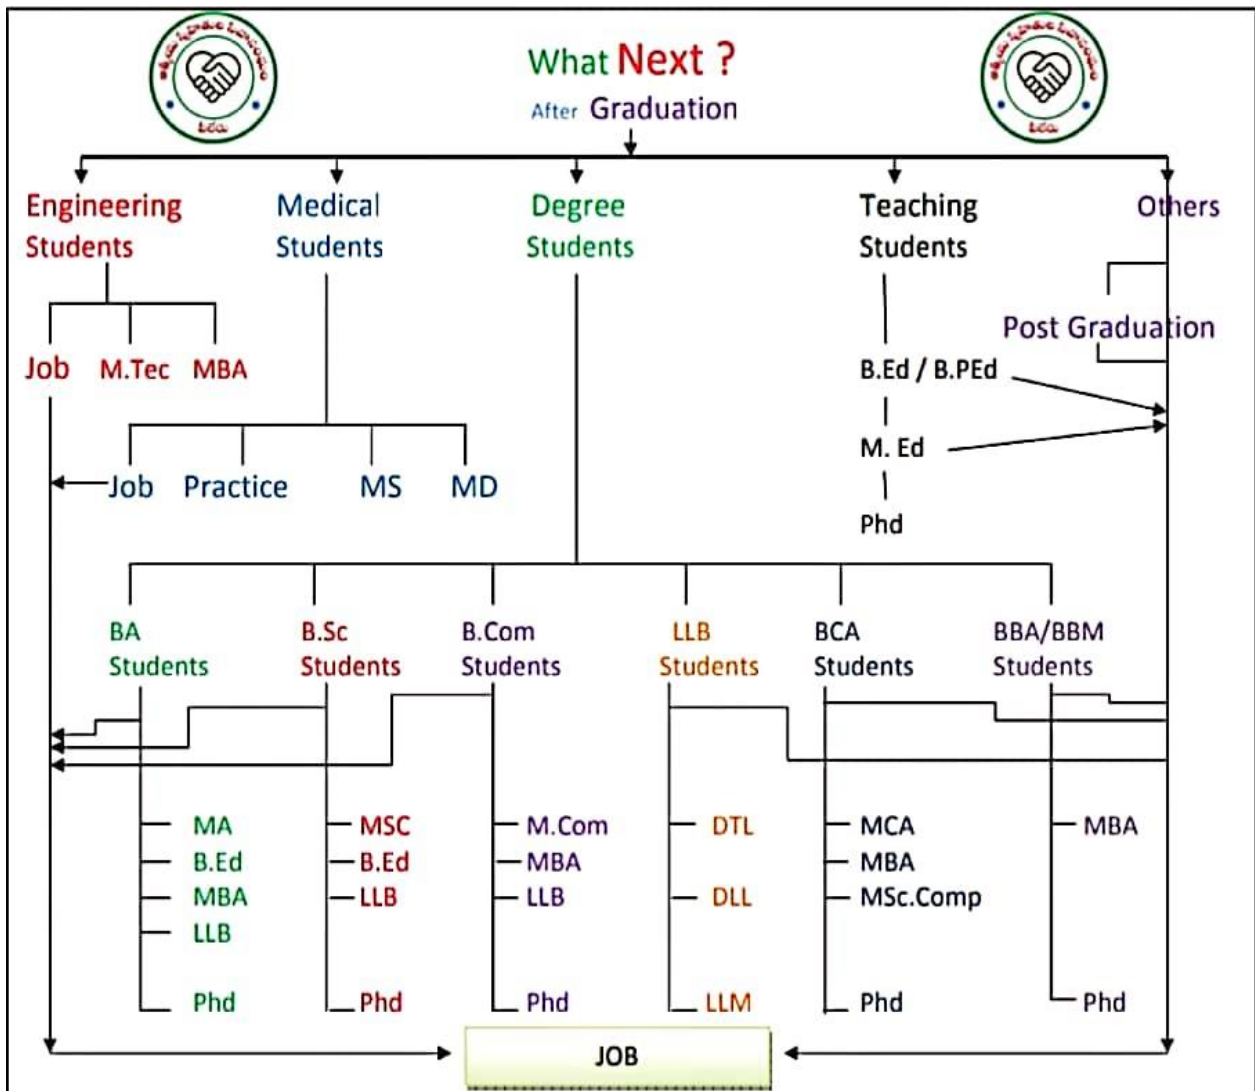 What Next ?
After Graduation
Engineering Students
Medical Students
Degree Students
Teaching Students
Others
Post Graduation
Job M.Tec MBA
B.Ed / B.PEd
M. Ed
Job Practice MS MD
Phd
BA Students
B.Sc Students
B.Com Students
LLB Students
BCA Students
BBA/BBM Students
MA MSC M.Com DTL MCA MBA
B.Ed B.Ed MBA MBA
MBA LLB LLB DLL MSc.Comp
LLB
Phd Phd Phd LLM Phd Phd
JOB